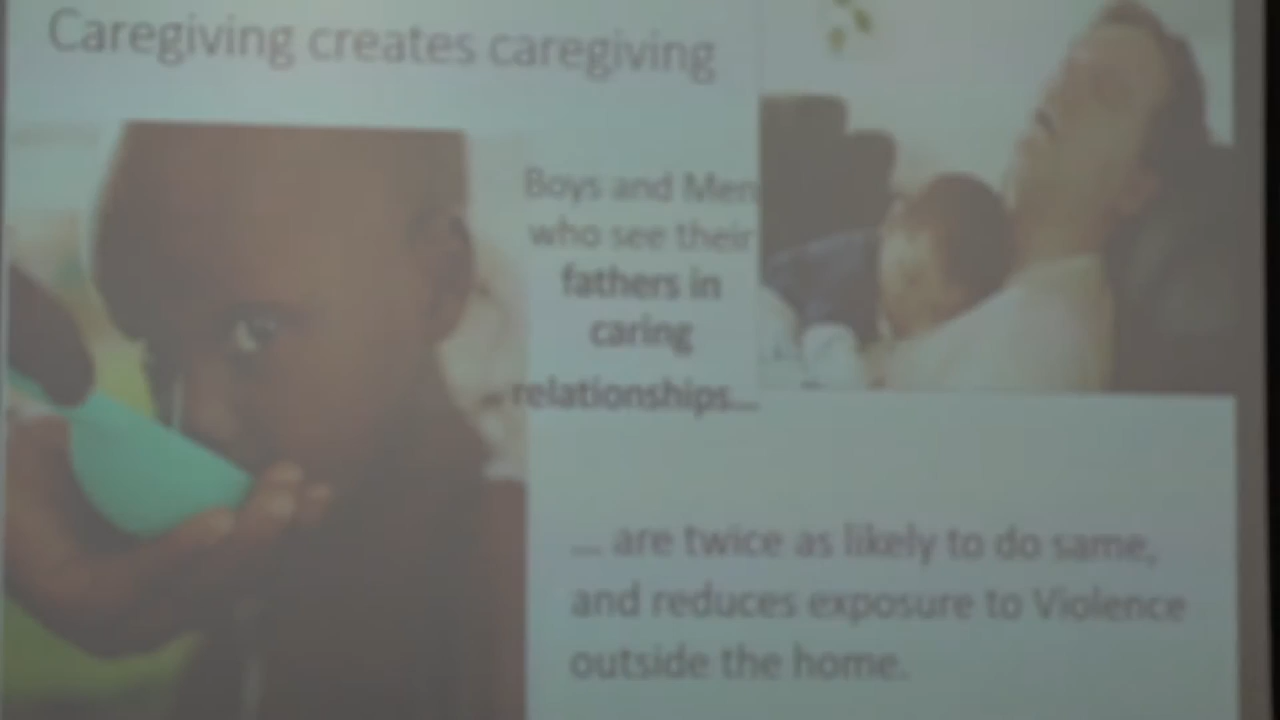 Caregiving creates caregiving
Boys and Men
who see their
fathers in
caring
relationships...
... are twice as likely to do same,
and reduces exposure to Violence
outside the home.